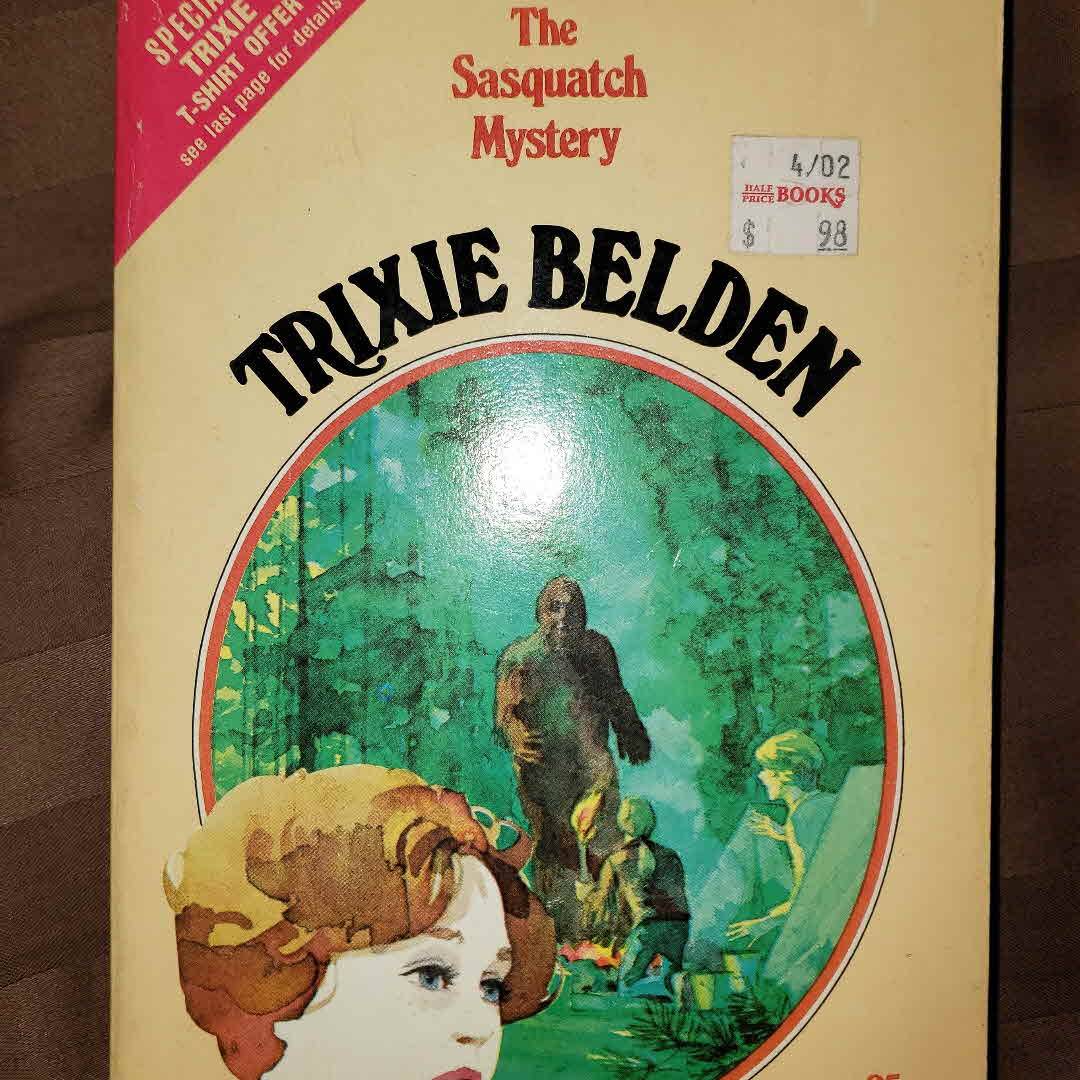 SPECIAL
TRIXIE
T-SHIRT OFFER
see last page for details
The
Sasquatch
Mystery
4/02
HALF
PRICE BOOKS
$ 98
TRIXIE BELDEN